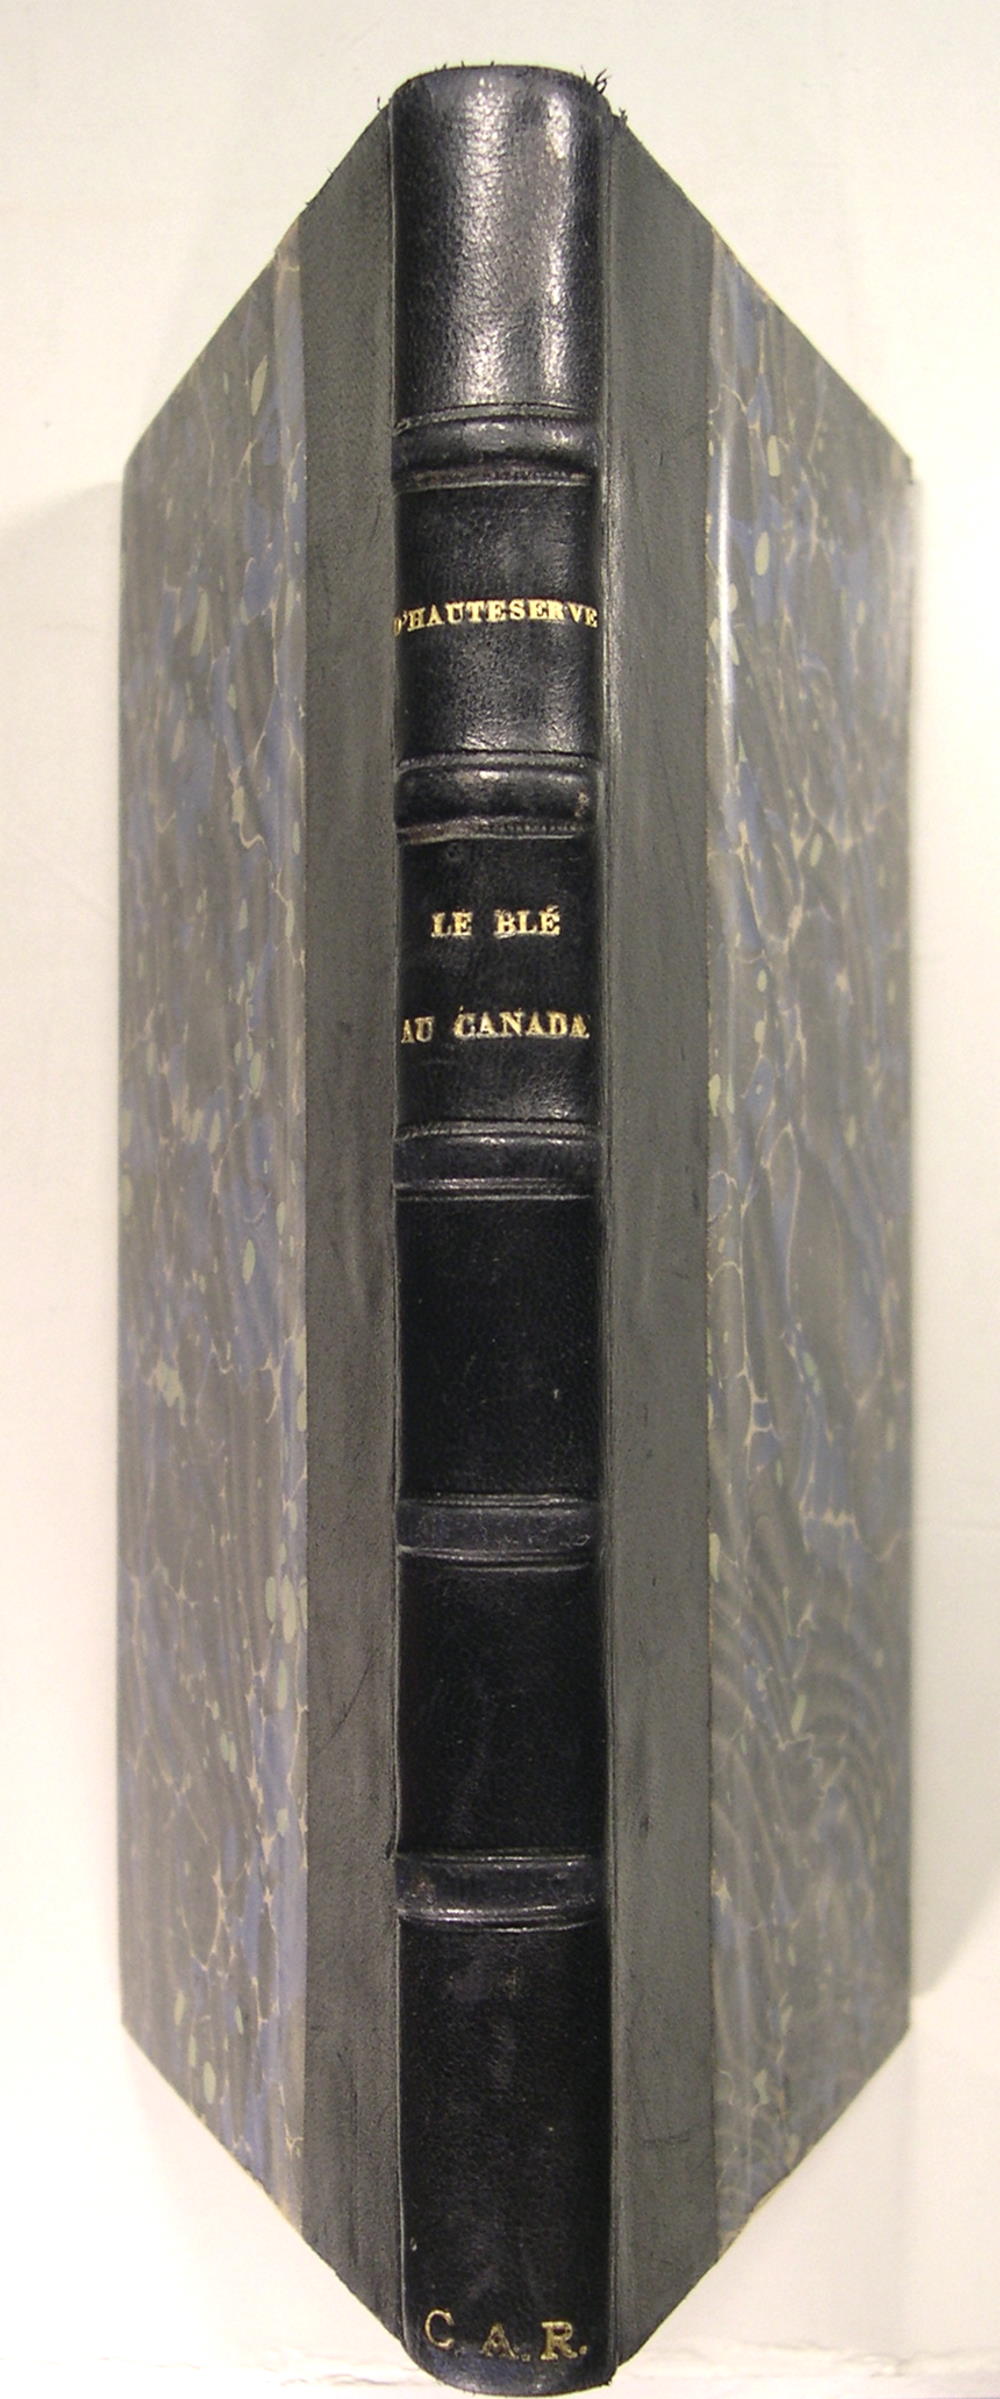 D'HAUTESERVE
LE BLÉ
AU CANADA
C. A. R.